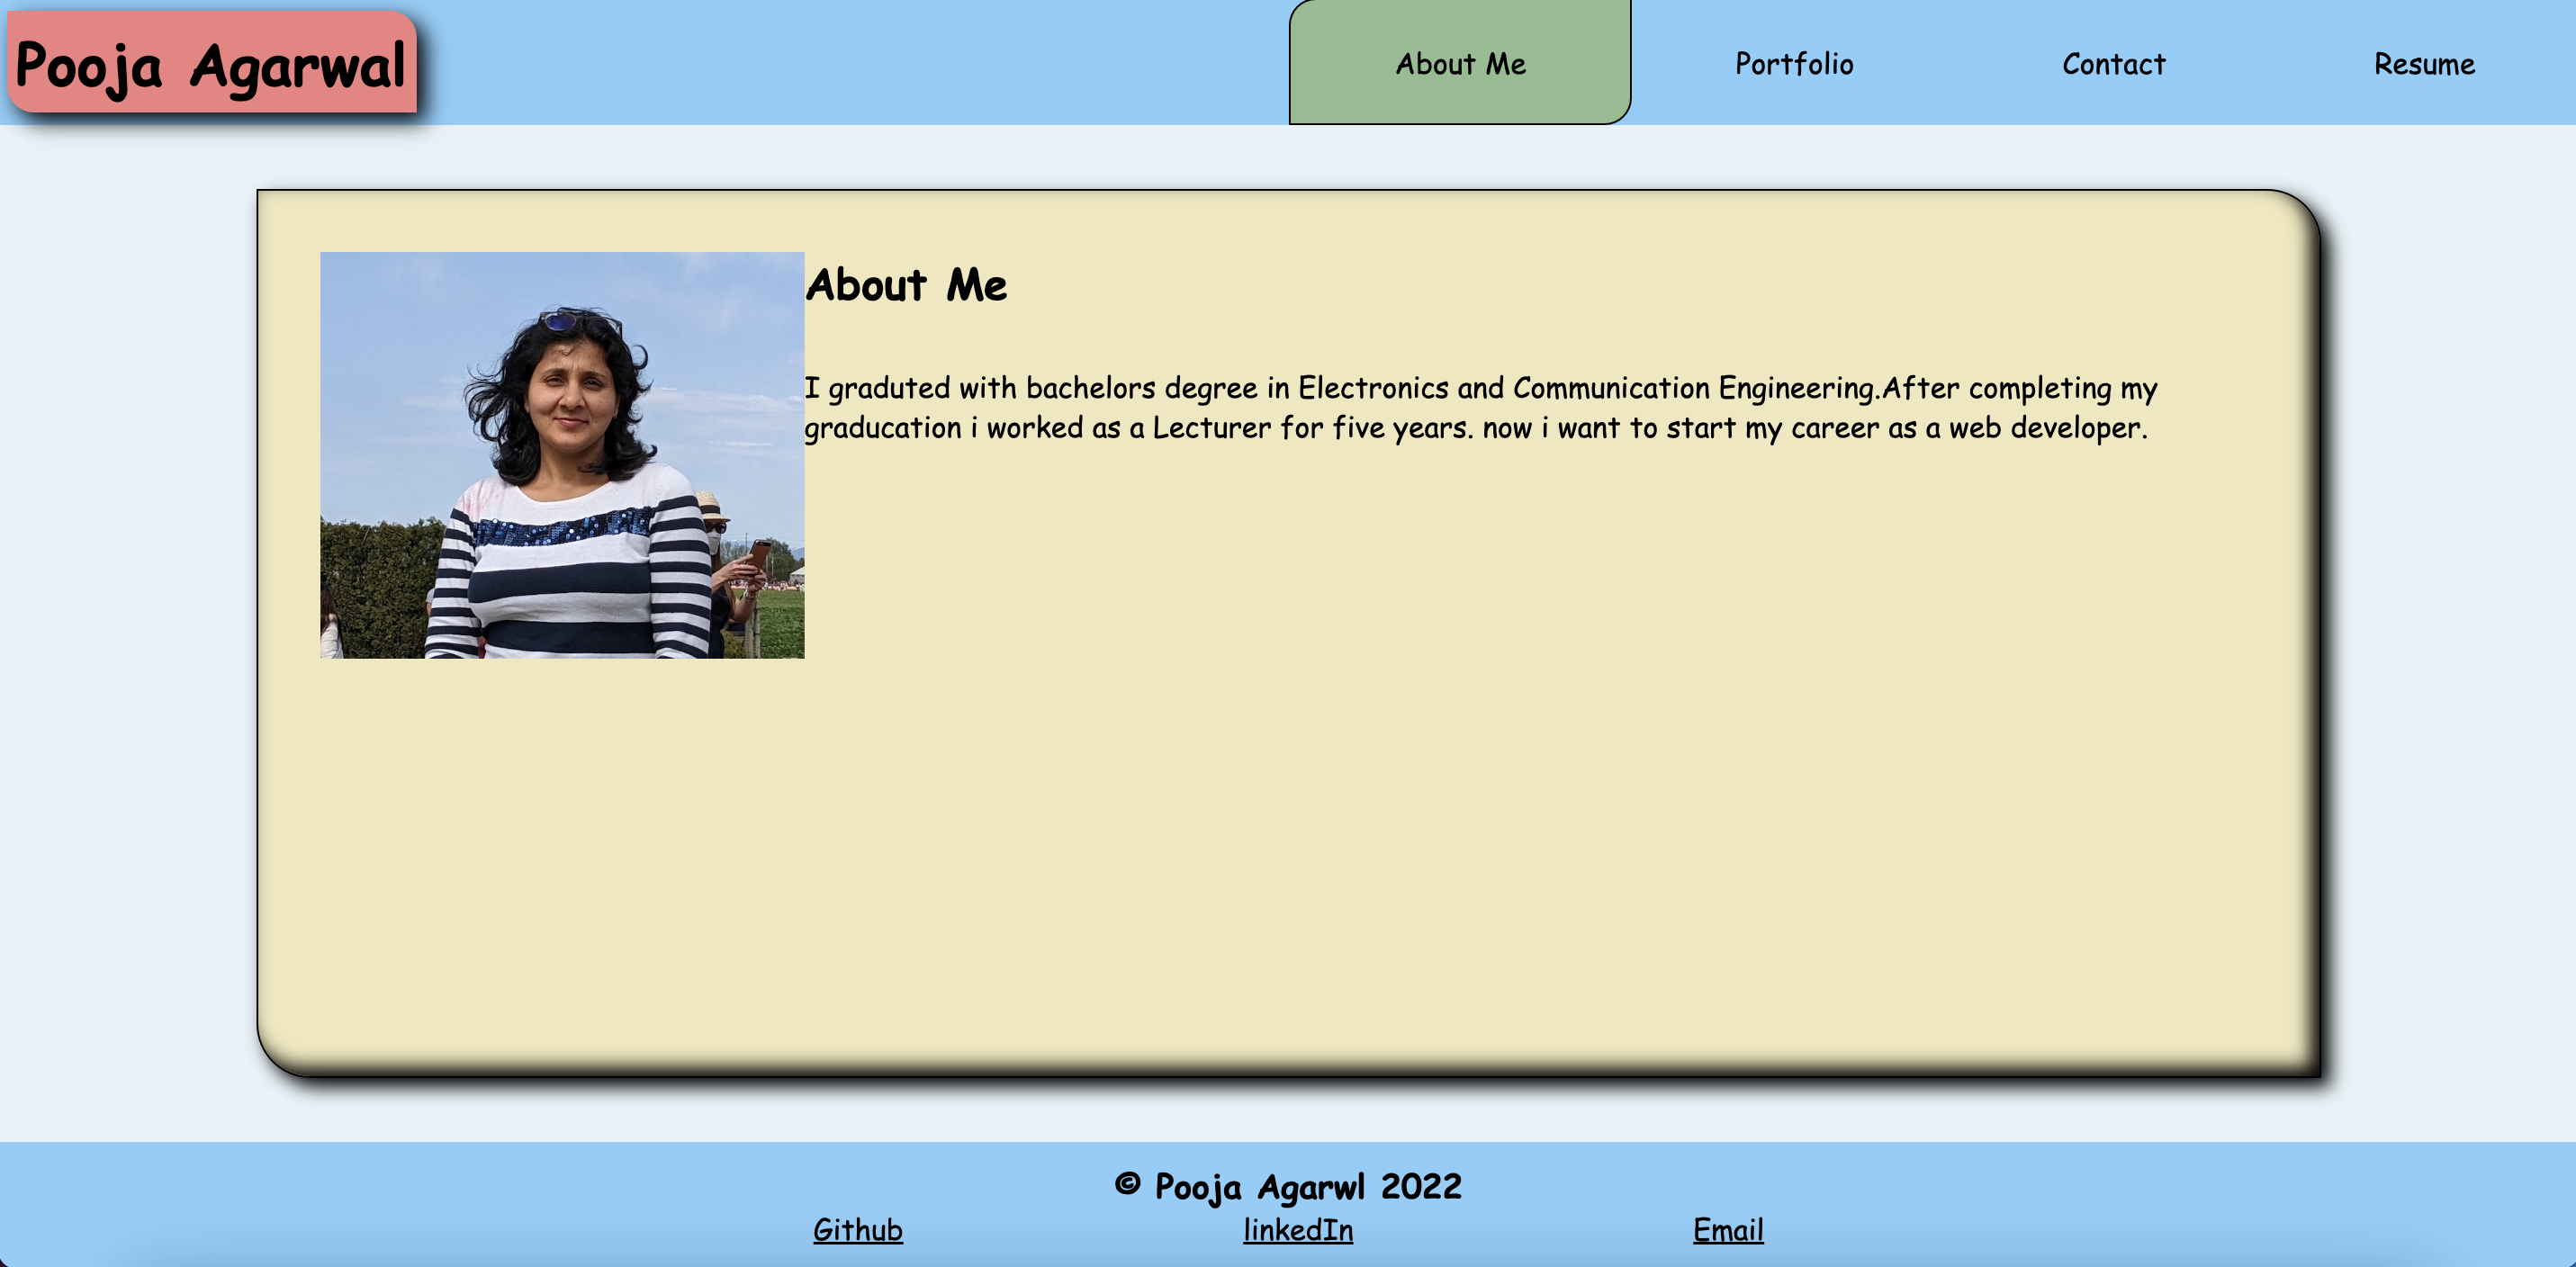 Pooja Agarwal
About Me
Portfolio
Contact
Resume
About Me
I graduted with bachelors degree in Electronics and Communication Engineering.After completing my
graducation i worked as a Lecturer for five years. now i want to start my career as a web developer.
© Pooja Agarwl 2022
Github
linkedIn
Email